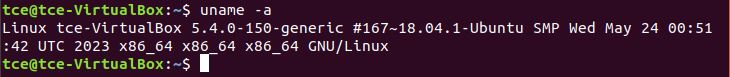 tce@tce-VirtualBox:~$ uname -a
Linux tce-VirtualBox 5.4.0-150-generic #167~18.04.1-Ubuntu SMP Wed May 24 00:51
:42 UTC 2023 x86_64 x86_64 x86_64 GNU/Linux
tce@tce-VirtualBox:~$